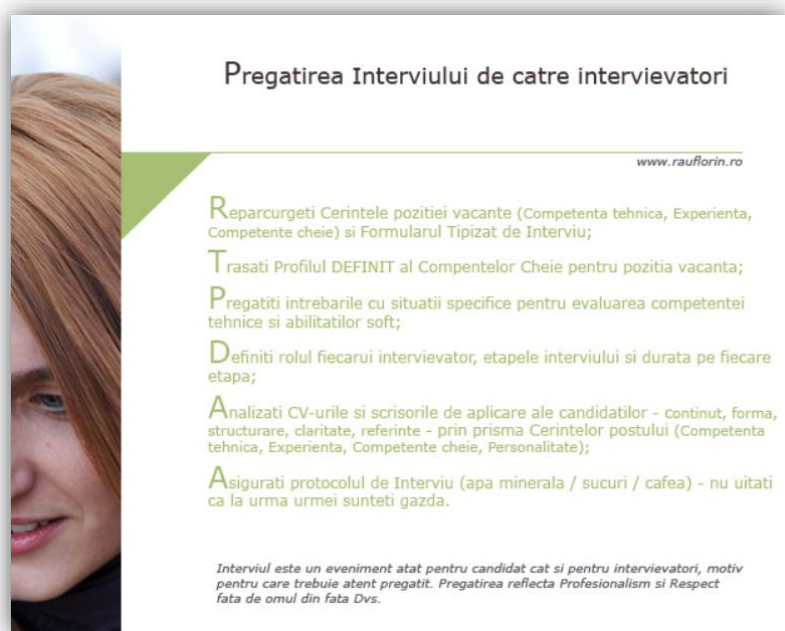 Pregatirea Interviului de catre intervievatori
www.rauflorin.ro
Reparcurgeti Cerintele pozitiei vacante (Competenta tehnica, Experienta,
Competente cheie) si Formularul Tipizat de Interviu;
Trasati Profilul DEFINIT al Compentelor Cheie pentru pozitia vacanta;
Pregatiti intrebarile cu situatii specifice pentru evaluarea competentei
tehnice si abilitatilor soft;
Definiti rolul fiecarui intervievator, etapele interviului si durata pe fiecare
etapa;
Analizati CV-urile si scrisorile de aplicare ale candidatilor - continut, forma,
structurare, claritate, referinte - prin prisma Cerintelor postului (Competenta
tehnica, Experienta, Competente cheie, Personalitate);
Asigurati protocolul de Interviu (apa minerala / sucuri / cafea) - nu uitati
ca la urma urmei sunteti gazda.
Interviul este un eveniment atat pentru candidat cat si pentru intervievatori, motiv
pentru care trebuie atent pregatit. Pregatirea reflecta Profesionalism si Respect
fata de omul din fata Dvs.